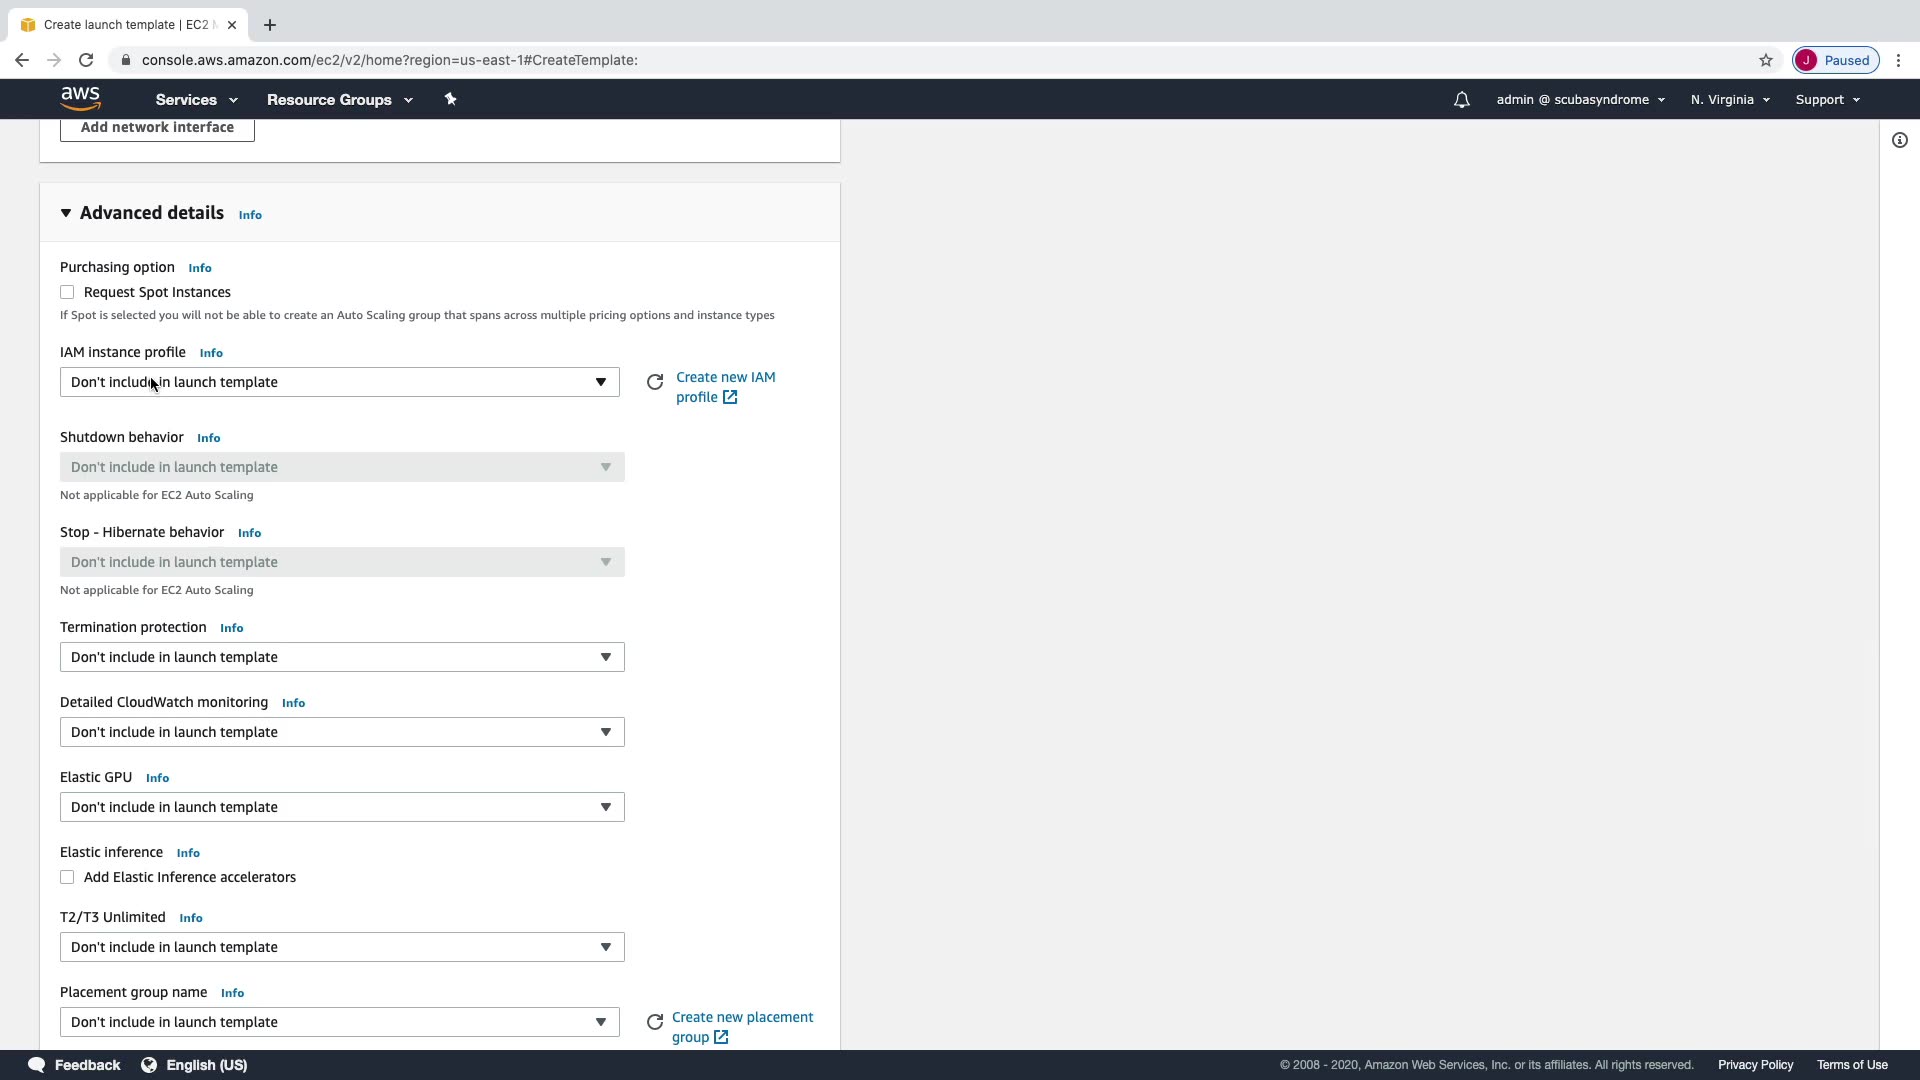 Create launch template | EC2
console.aws.amazon.com/ec2/v2/home?region=us-east-1#CreateTemplate:
J
Paused
aws
Services
Resource Groups
admin @ scubasyndrome
N. Virginia
Support
Add network interface
Advanced details Info
Purchasing option Info
Request Spot Instances
If Spot is selected you will not be able to create an Auto Scaling group that spans across multiple pricing options and instance types
IAM instance profile Info
Don't include in launch template
Create new IAM
profile
Shutdown behavior Info
Don't include in launch template
Not applicable for EC2 Auto Scaling
Stop - Hibernate behavior Info
Don't include in launch template
Not applicable for EC2 Auto Scaling
Termination protection Info
Don't include in launch template
Detailed CloudWatch monitoring Info
Don't include in launch template
Elastic GPU Info
Don't include in launch template
Elastic inference Info
Add Elastic Inference accelerators
T2/T3 Unlimited Info
Don't include in launch template
Placement group name Info
Don't include in launch template
Create new placement
group
Feedback
English (US)
© 2008 - 2020, Amazon Web Services, Inc. or its affiliates. All rights reserved.
Privacy Policy
Terms of Use